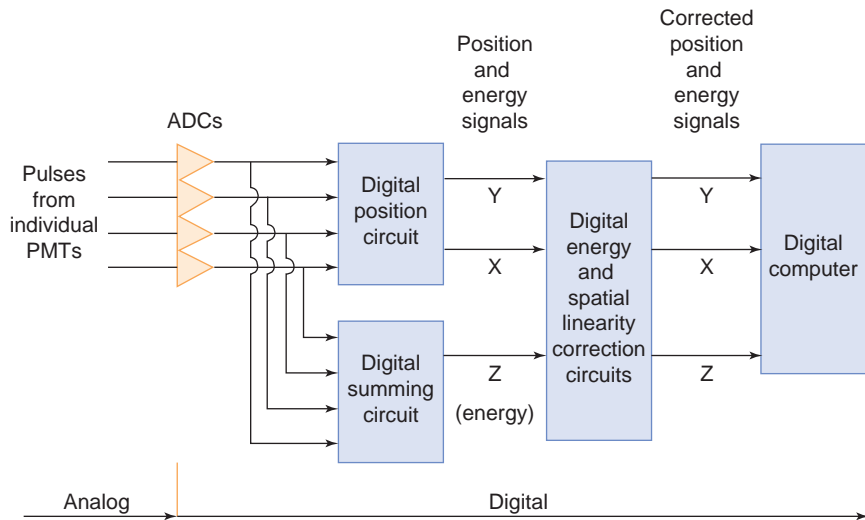 Position
and
energy
signals
Corrected
position
and
energy
signals
ADCs
Pulses
from
individual
PMTs
Digital
position
circuit
Y
X
Digital
summing
circuit
Z
(energy)
Digital
energy
and
spatial
linearity
correction
circuits
Y
X
Z
Digital
computer
Analog
Digital